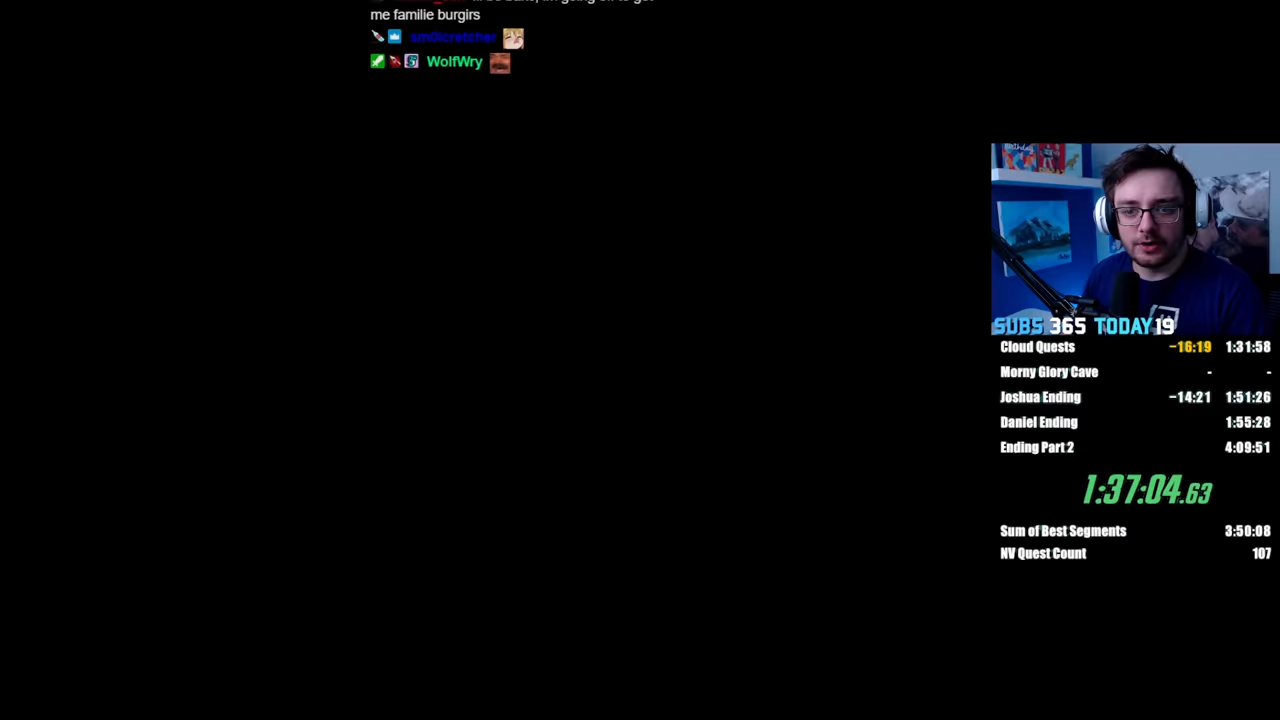 me familie burgirs
sm0lcretcher
WolfWry
Birthday
SUBS 365 TODAY 19
Cloud Quests -16:19 1:31:58
Morny Glory Cave - -
Joshua Ending -14:21 1:51:26
Daniel Ending 1:55:28
Ending Part 2 4:09:51
1:37:04.63
Sum of Best Segments 3:50:08
NV Quest Count 107